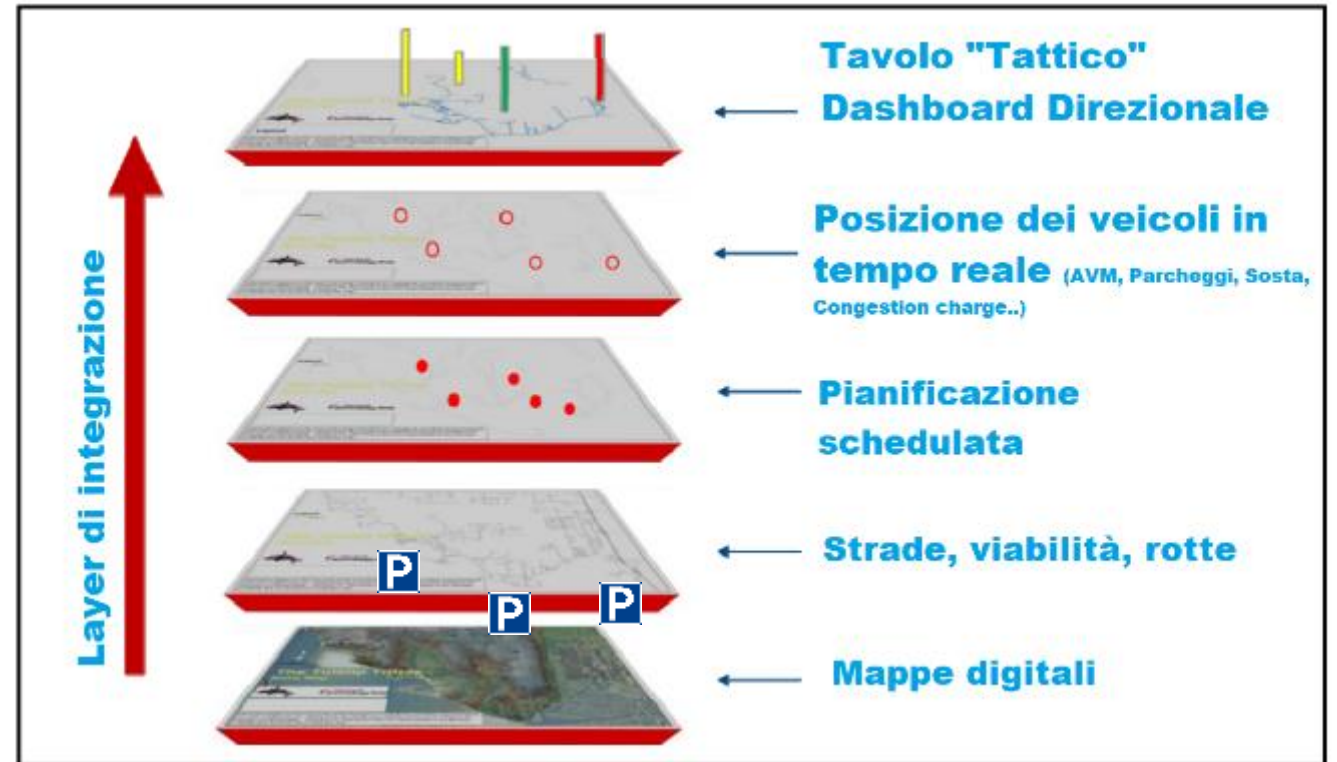 Tavolo "Tattico"
Dashboard Direzionale
Posizione dei veicoli in
tempo reale (AVM, Parcheggi, Sosta,
Congestion charge..)
Pianificazione
schedulata
Strade, viabilità, rotte
Mappe digitali
Layer di integrazione
P
P
P